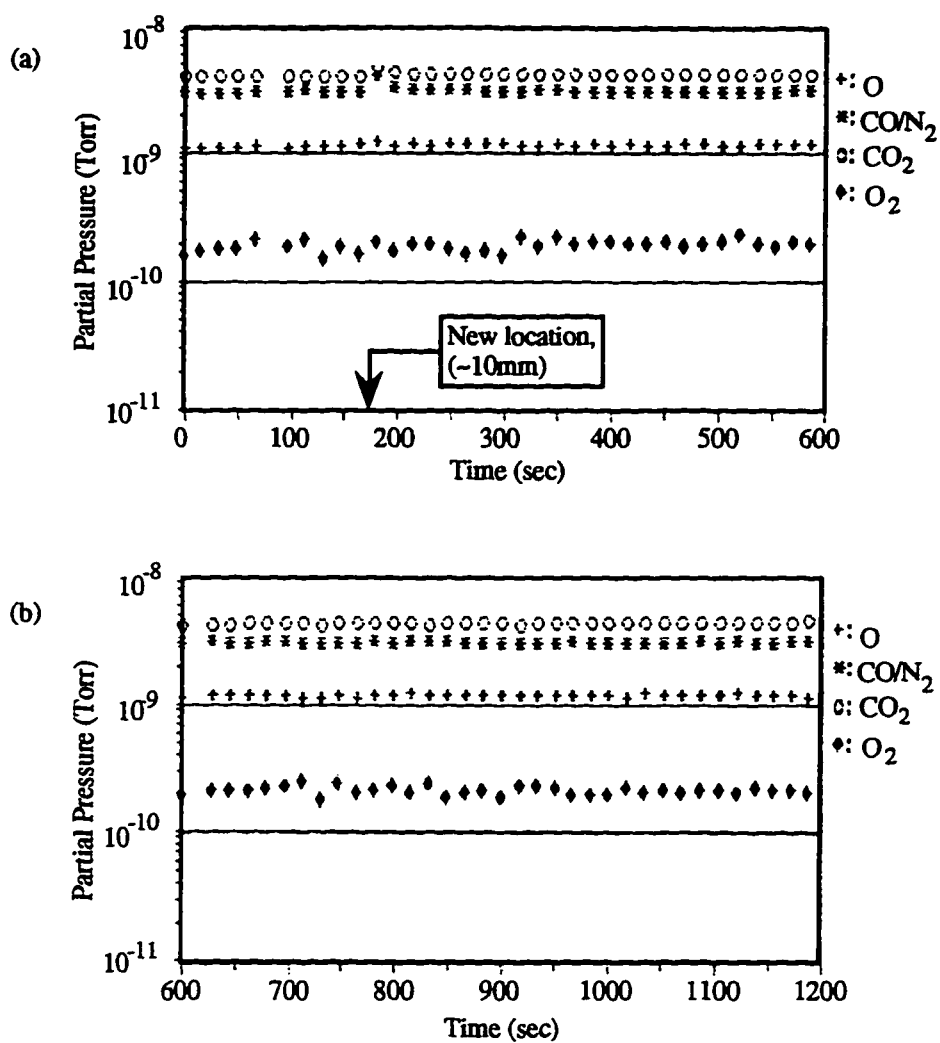 (a)
10-8
10-9
10-10
10-11
Partial Pressure (Torr)
+: O
*: CO/N2
o: CO2
♦: O2
New location,
(~10mm)
0 100 200 300 400 500 600
Time (sec)
(b)
10-8
10-9
10-10
10-11
Partial Pressure (Torr)
+: O
*: CO/N2
o: CO2
♦: O2
600 700 800 900 1000 1100 1200
Time (sec)